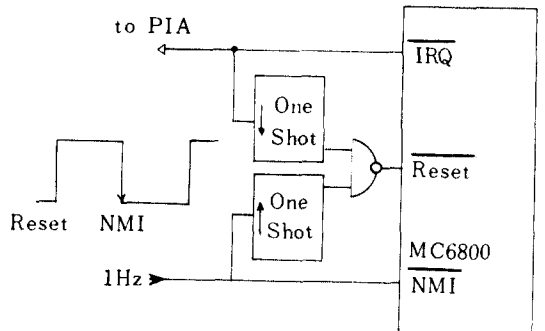 to PIA
IRQ
One
Shot
Reset
Reset NMI
One
Shot
MC6800
1Hz
NMI